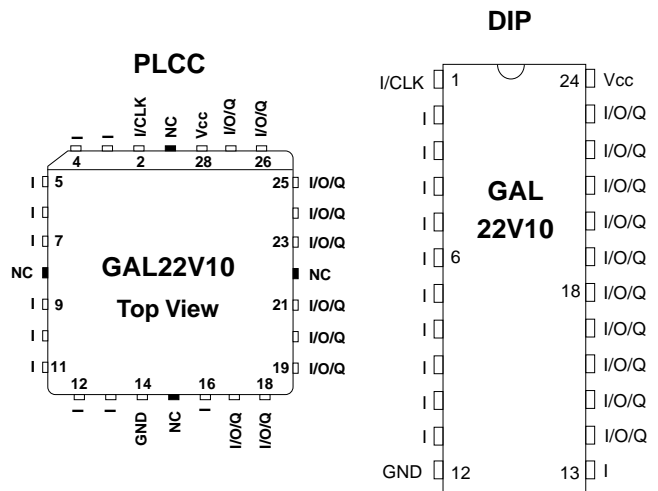 DIP
PLCC
I I I/CLK NC Vcc I/O/Q I/O/Q
4 2 28 26
I 5 25 I/O/Q
I I/O/Q
I 7 23 I/O/Q
NC GAL22V10 NC
I 9 Top View 21 I/O/Q
I I/O/Q
I 11 19 I/O/Q
12 14 16 18
I I GND NC I I/O/Q I/O/Q
I/CLK 1 24 Vcc
I I/O/Q
I I/O/Q
I GAL I/O/Q
I 22V10 I/O/Q
I 6 I/O/Q
I 18 I/O/Q
I I/O/Q
I I/O/Q
I I/O/Q
I I/O/Q
GND 12 13 I